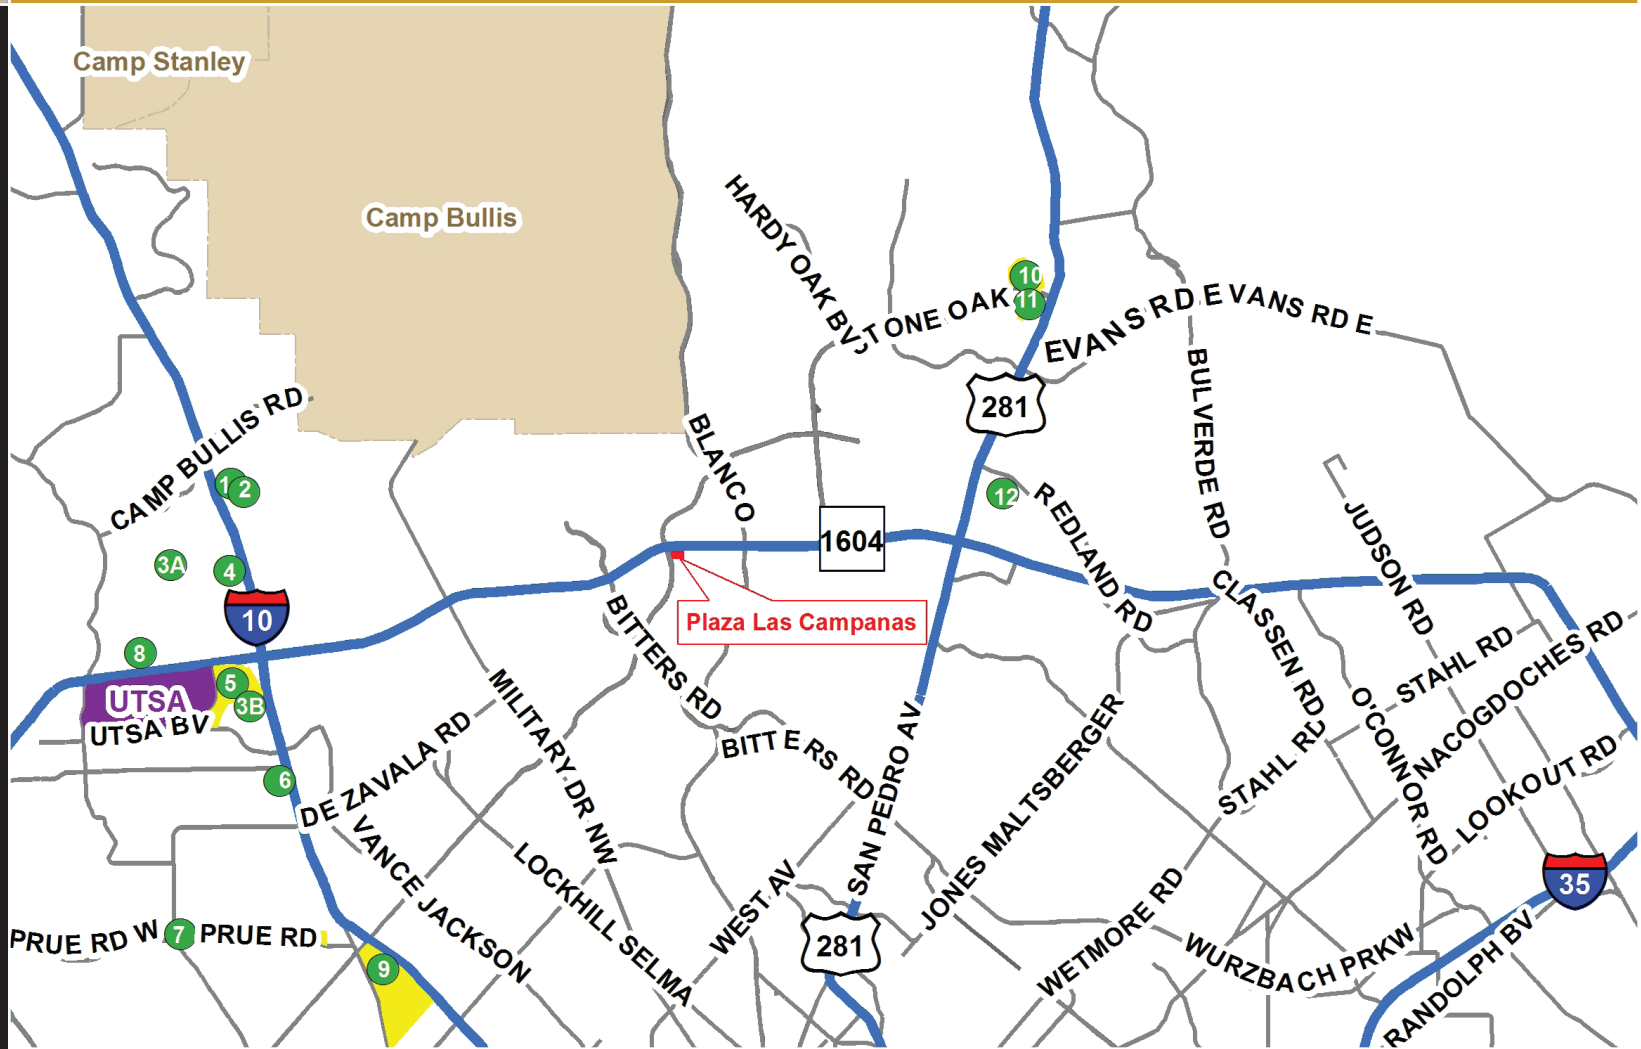 Camp Stanley
Camp Bullis
HARDY OAK BV
TONE OAK
10
11
EVANS RD
EVANS RD E
281
BULVERDE RD
CAMP BULLIS RD
1
2
BLANCO
12
REDLAND RD
JUDSON RD
1604
3A
4
10
Plaza Las Campanas
CLASSEN RD
BITTERS RD
8
5
3B
UTSA
UTSA BV
MILITARY DR NW
STAHL RD
NACOGDOCHES RD
O'CONNOR RD
BITTERS RD
DE ZAVALA RD
6
SAN PEDRO AV
JONES MALTSBERGER
STAHL RD
LOOKOUT RD
VANCE JACKSON
LOCKHILL SELMA
WEST AV
35
PRUE RD W
7
PRUE RD
9
281
WETMORE RD
WURZBACH PRKW
RANDOLPH BV